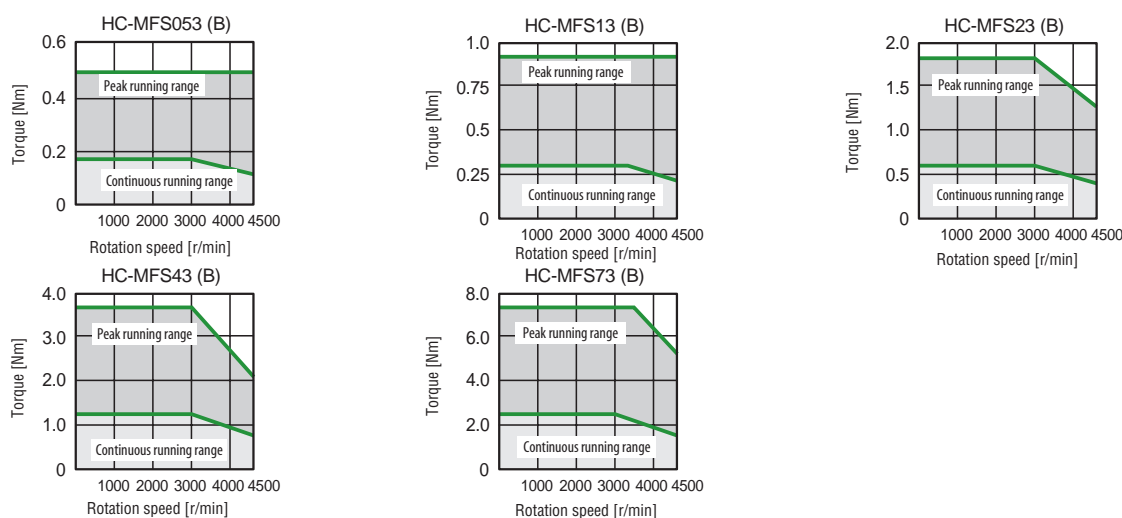 HC-MFS053 (B)
0.6
0.4
0.2
0
Torque [Nm]
Peak running range
Continuous running range
1000 2000 3000 4000 4500
Rotation speed [r/min]
HC-MFS13 (B)
1.0
0.75
0.5
0.25
0
Torque [Nm]
Peak running range
Continuous running range
1000 2000 3000 4000 4500
Rotation speed [r/min]
HC-MFS23 (B)
2.0
1.5
1.0
0.5
0
Torque [Nm]
Peak running range
Continuous running range
1000 2000 3000 4000 4500
Rotation speed [r/min]
HC-MFS43 (B)
4.0
3.0
2.0
1.0
0
Torque [Nm]
Peak running range
Continuous running range
1000 2000 3000 4000 4500
Rotation speed [r/min]
HC-MFS73 (B)
8.0
6.0
4.0
2.0
0
Torque [Nm]
Peak running range
Continuous running range
1000 2000 3000 4000 4500
Rotation speed [r/min]